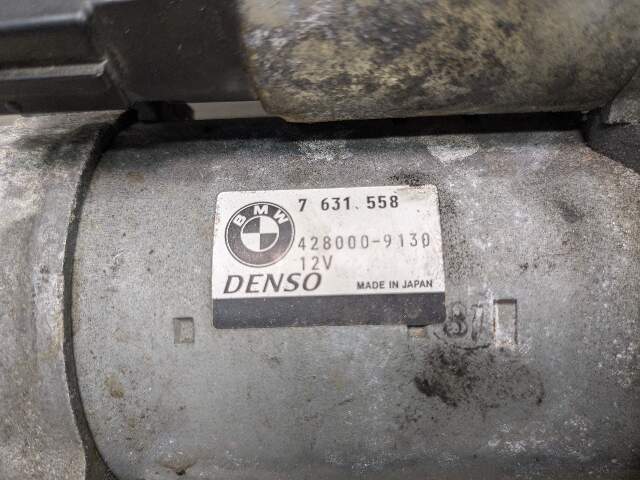 7 631.558
BMW
428000-9130
12V
DENSO MADE IN JAPAN